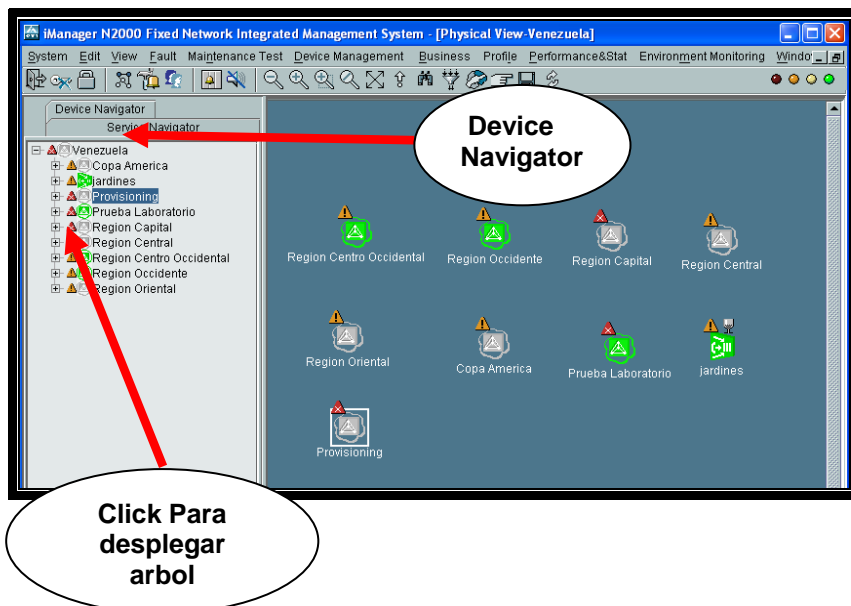 iManager N2000 Fixed Network Integrated Management System - [Physical View-Venezuela]
System Edit View Fault Maintenance Test Device Management Business Profile Performance&Stat Environment Monitoring Windo
Device Navigator
Service Navigator
Venezuela
Copa America
jardines
Provisioning
Prueba Laboratorio
Region Capital
Region Central
Region Centro Occidental
Region Occidente
Region Oriental
Device
Navigator
Region Centro Occidental
Region Occidente
Region Capital
Region Central
Region Oriental
Copa America
Prueba Laboratorio
jardines
Provisioning
Click Para
desplegar
arbol